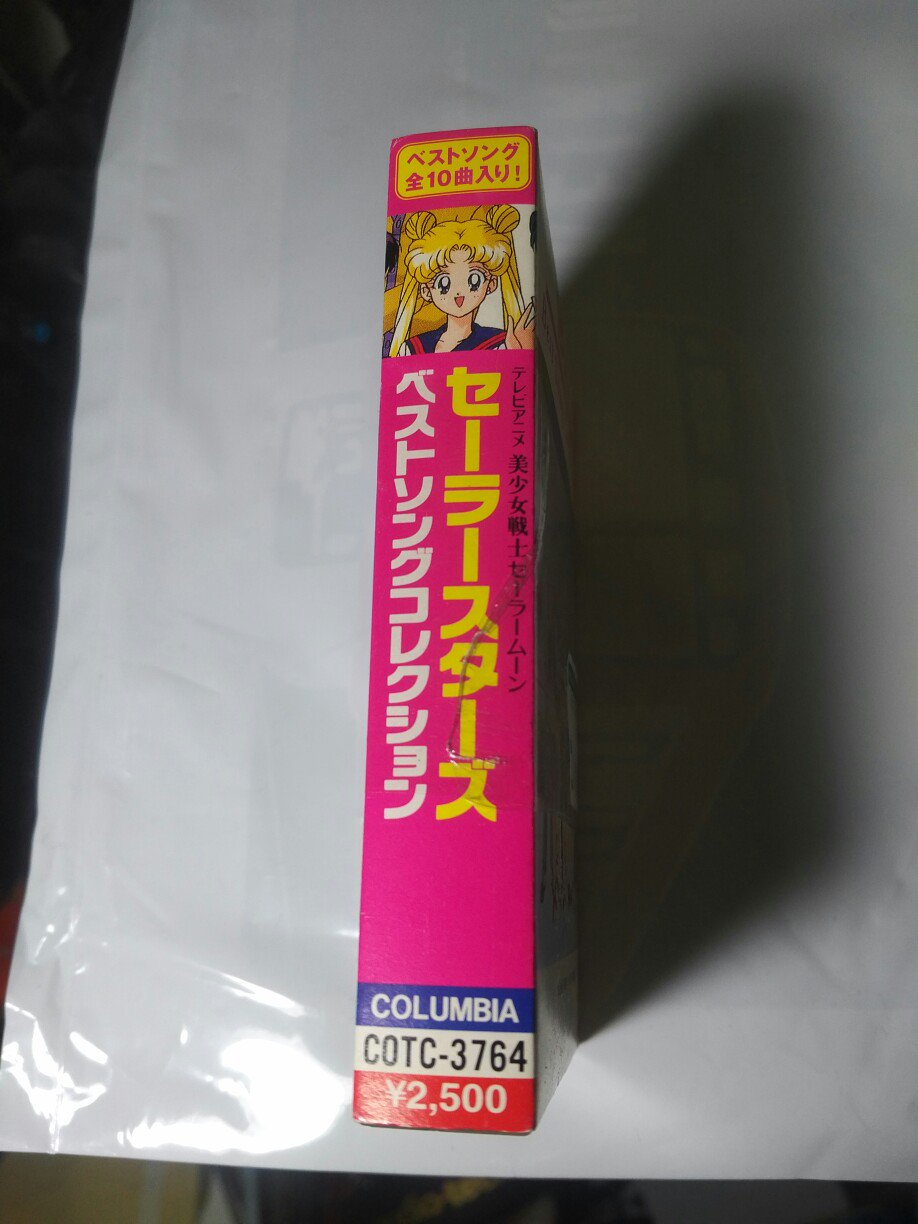 ベストソング
全10曲入り!
テレビアニメ 美少女戦士セーラームーン
セーラースターズ
ベストソングコレクション
COLUMBIA
COTC-3764
¥2,500